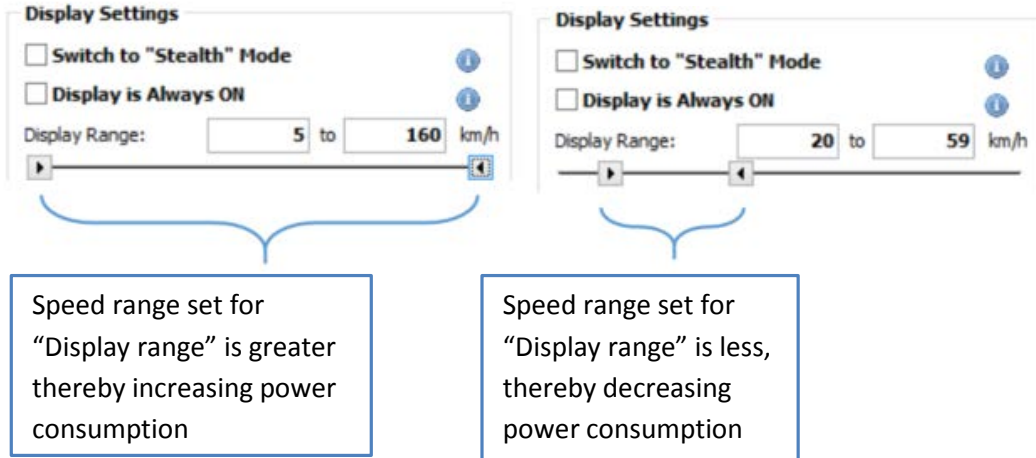 Display Settings
Switch to "Stealth" Mode
Display is Always ON
Display Range: 5 to 160 km/h
Speed range set for
“Display range” is greater
thereby increasing power
consumption
Display Settings
Switch to "Stealth" Mode
Display is Always ON
Display Range: 20 to 59 km/h
Speed range set for
“Display range” is less,
thereby decreasing
power consumption